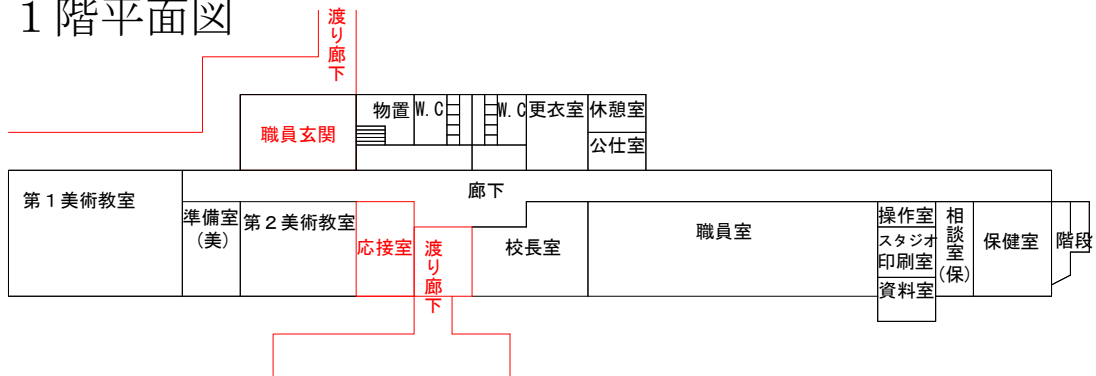 １階平面図
渡り廊下
物置
W.C
W.C
更衣室
休憩室
公仕室
職員玄関
廊下
第１美術教室
準備室
(美)
第２美術教室
応接室
渡り廊下
校長室
職員室
操作室
スタジオ
印刷室
資料室
相談室(保)
保健室
階段